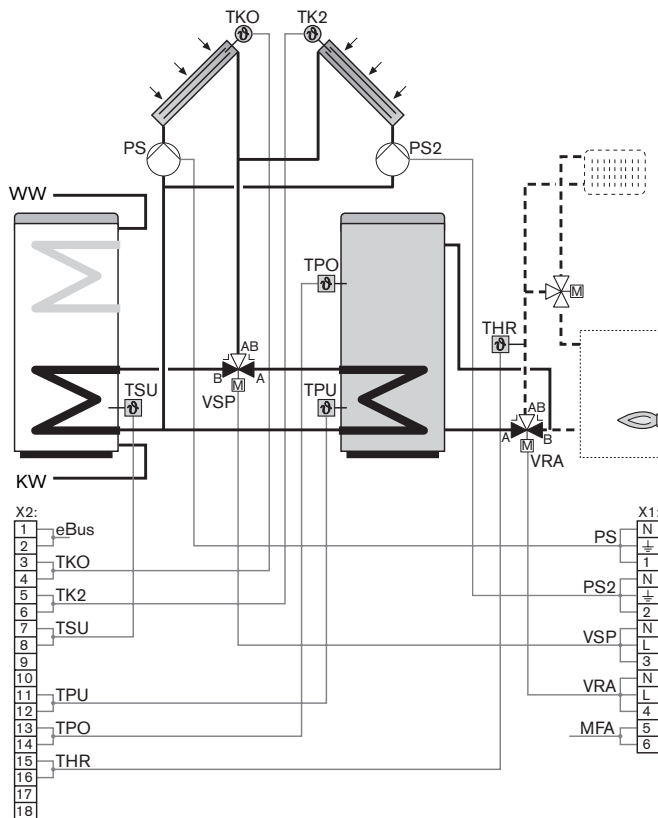 TKO TK2
PS PS2
WW
TPO
THR
M
AB
B A
M
VSP
TSU
TPU
AB
A B
M
VRA
KW
X2: X1:
1 eBus
2
3 TKO
4
5 TK2
6
7 TSU
8
9
10
11 TPU
12
13 TPO
14
15 THR
16
17
18
PS N
1
PS2 N
2
VSP N
L
3
VRA N
L
4
MFA 5
6